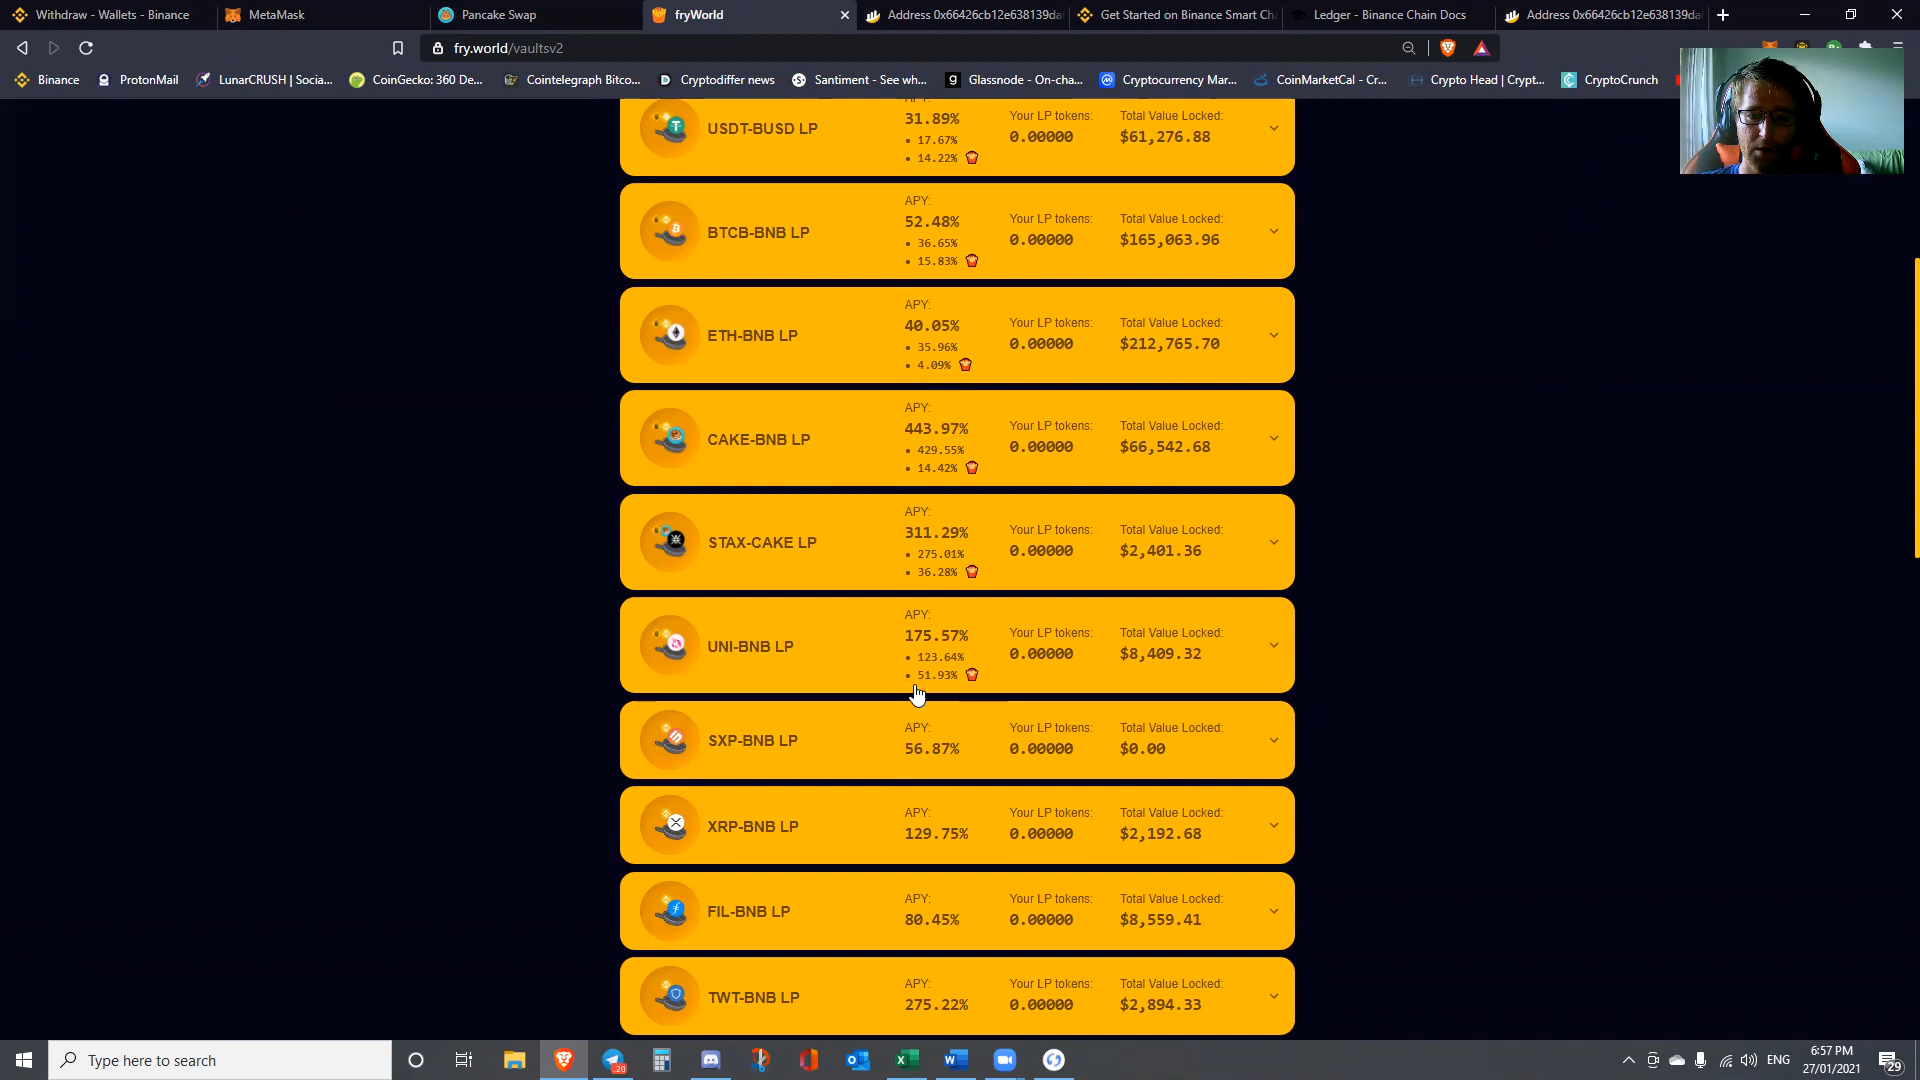 Withdraw - Wallets - Binance
MetaMask
Pancake Swap
fryWorld
Address 0x66426cb12e638139da
Get Started on Binance Smart Cha
Ledger - Binance Chain Docs
Address 0x66426cb12e638139da
fry.world/vaultsv2
Binance
ProtonMail
LunarCRUSH | Socia...
CoinGecko: 360 De...
Cointelegraph Bitco...
Cryptodiffer news
Santiment - See wh...
Glassnode - On-cha...
Cryptocurrency Mar...
CoinMarketCal - Cr...
Crypto Head | Crypt...
CryptoCrunch
USDT-BUSD LP
APY:
31.89%
• 17.67%
• 14.22%
Your LP tokens:
0.00000
Total Value Locked:
$61,276.88
BTCB-BNB LP
APY:
52.48%
• 36.65%
• 15.83%
Your LP tokens:
0.00000
Total Value Locked:
$165,063.96
ETH-BNB LP
APY:
40.05%
• 35.96%
• 4.09%
Your LP tokens:
0.00000
Total Value Locked:
$212,765.70
CAKE-BNB LP
APY:
443.97%
• 429.55%
• 14.42%
Your LP tokens:
0.00000
Total Value Locked:
$66,542.68
STAX-CAKE LP
APY:
311.29%
• 275.01%
• 36.28%
Your LP tokens:
0.00000
Total Value Locked:
$2,401.36
UNI-BNB LP
APY:
175.57%
• 123.64%
• 51.93%
Your LP tokens:
0.00000
Total Value Locked:
$8,409.32
SXP-BNB LP
APY:
56.87%
Your LP tokens:
0.00000
Total Value Locked:
$0.00
XRP-BNB LP
APY:
129.75%
Your LP tokens:
0.00000
Total Value Locked:
$2,192.68
FIL-BNB LP
APY:
80.45%
Your LP tokens:
0.00000
Total Value Locked:
$8,559.41
TWT-BNB LP
APY:
275.22%
Your LP tokens:
0.00000
Total Value Locked:
$2,894.33
Type here to search
20
ENG
6:57 PM
27/01/2021
29